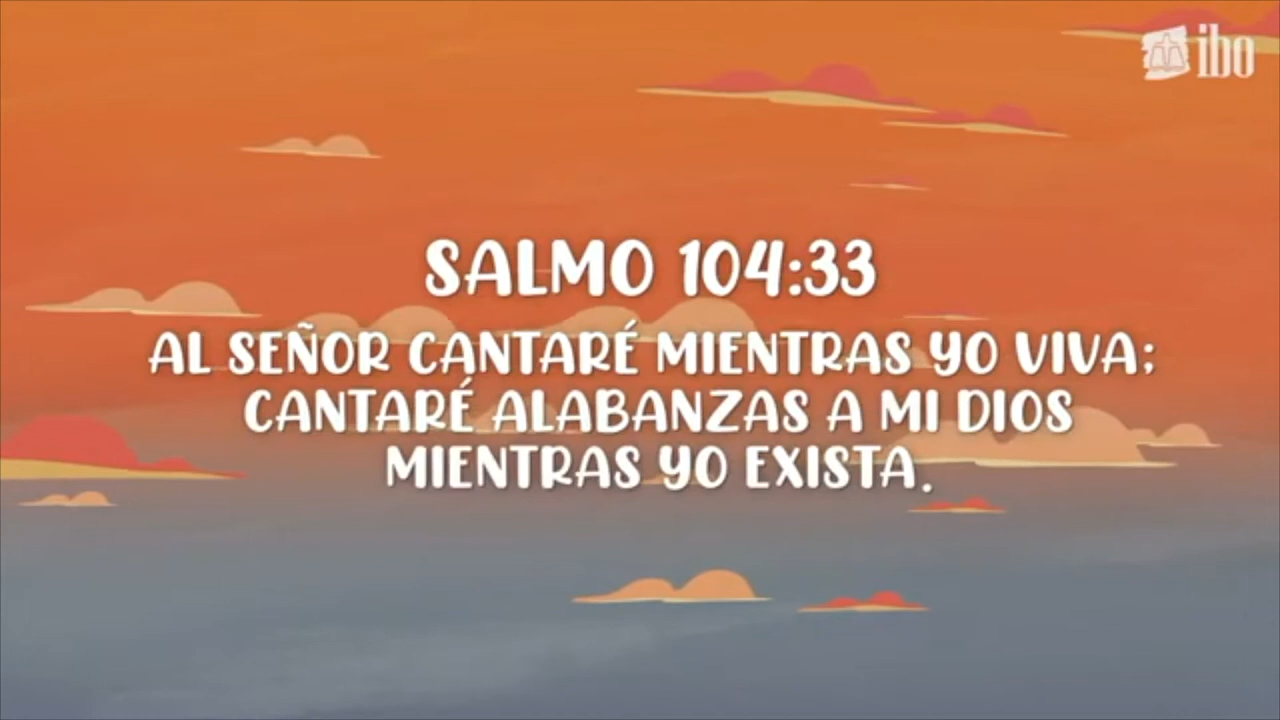 ibo
SALMO 104:33
AL SEÑOR CANTARÉ MIENTRAS YO VIVA;
CANTARÉ ALABANZAS A MI DIOS
MIENTRAS YO EXISTA.